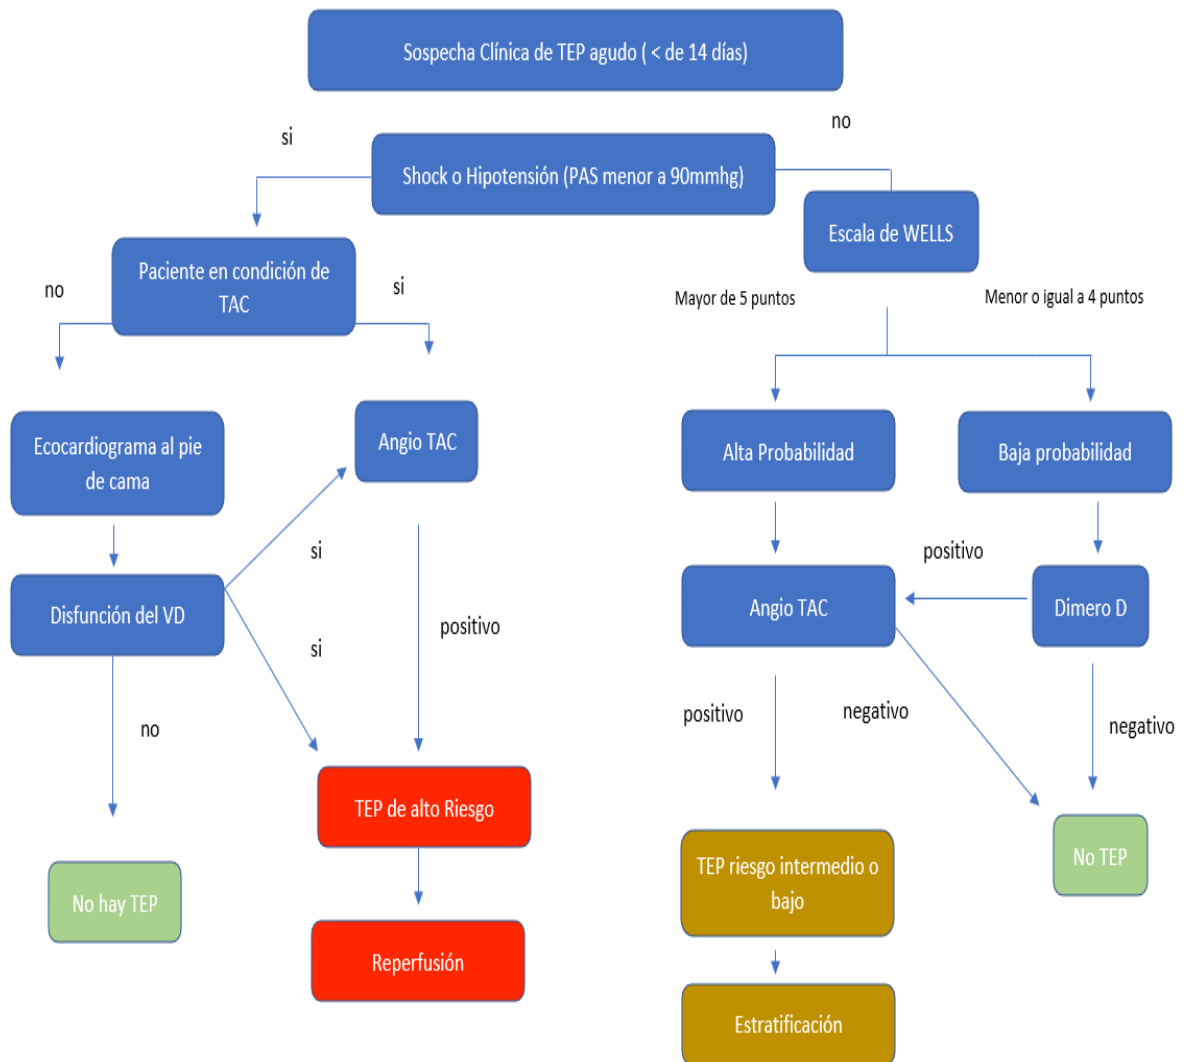 Sospecha Clínica de TEP agudo ( < de 14 días)
si
no
Shock o Hipotensión (PAS menor a 90mmhg)
Escala de WELLS
Paciente en condición de
TAC
no
si
Mayor de 5 puntos
Menor o igual a 4 puntos
Ecocardiograma al pie
de cama
Angio TAC
Alta Probabilidad
Baja probabilidad
si
positivo
Disfunción del VD
Angio TAC
Dimero D
si
positivo
no
positivo
negativo
negativo
TEP de alto Riesgo
No hay TEP
TEP riesgo intermedio o
bajo
No TEP
Reperfusión
Estratificación